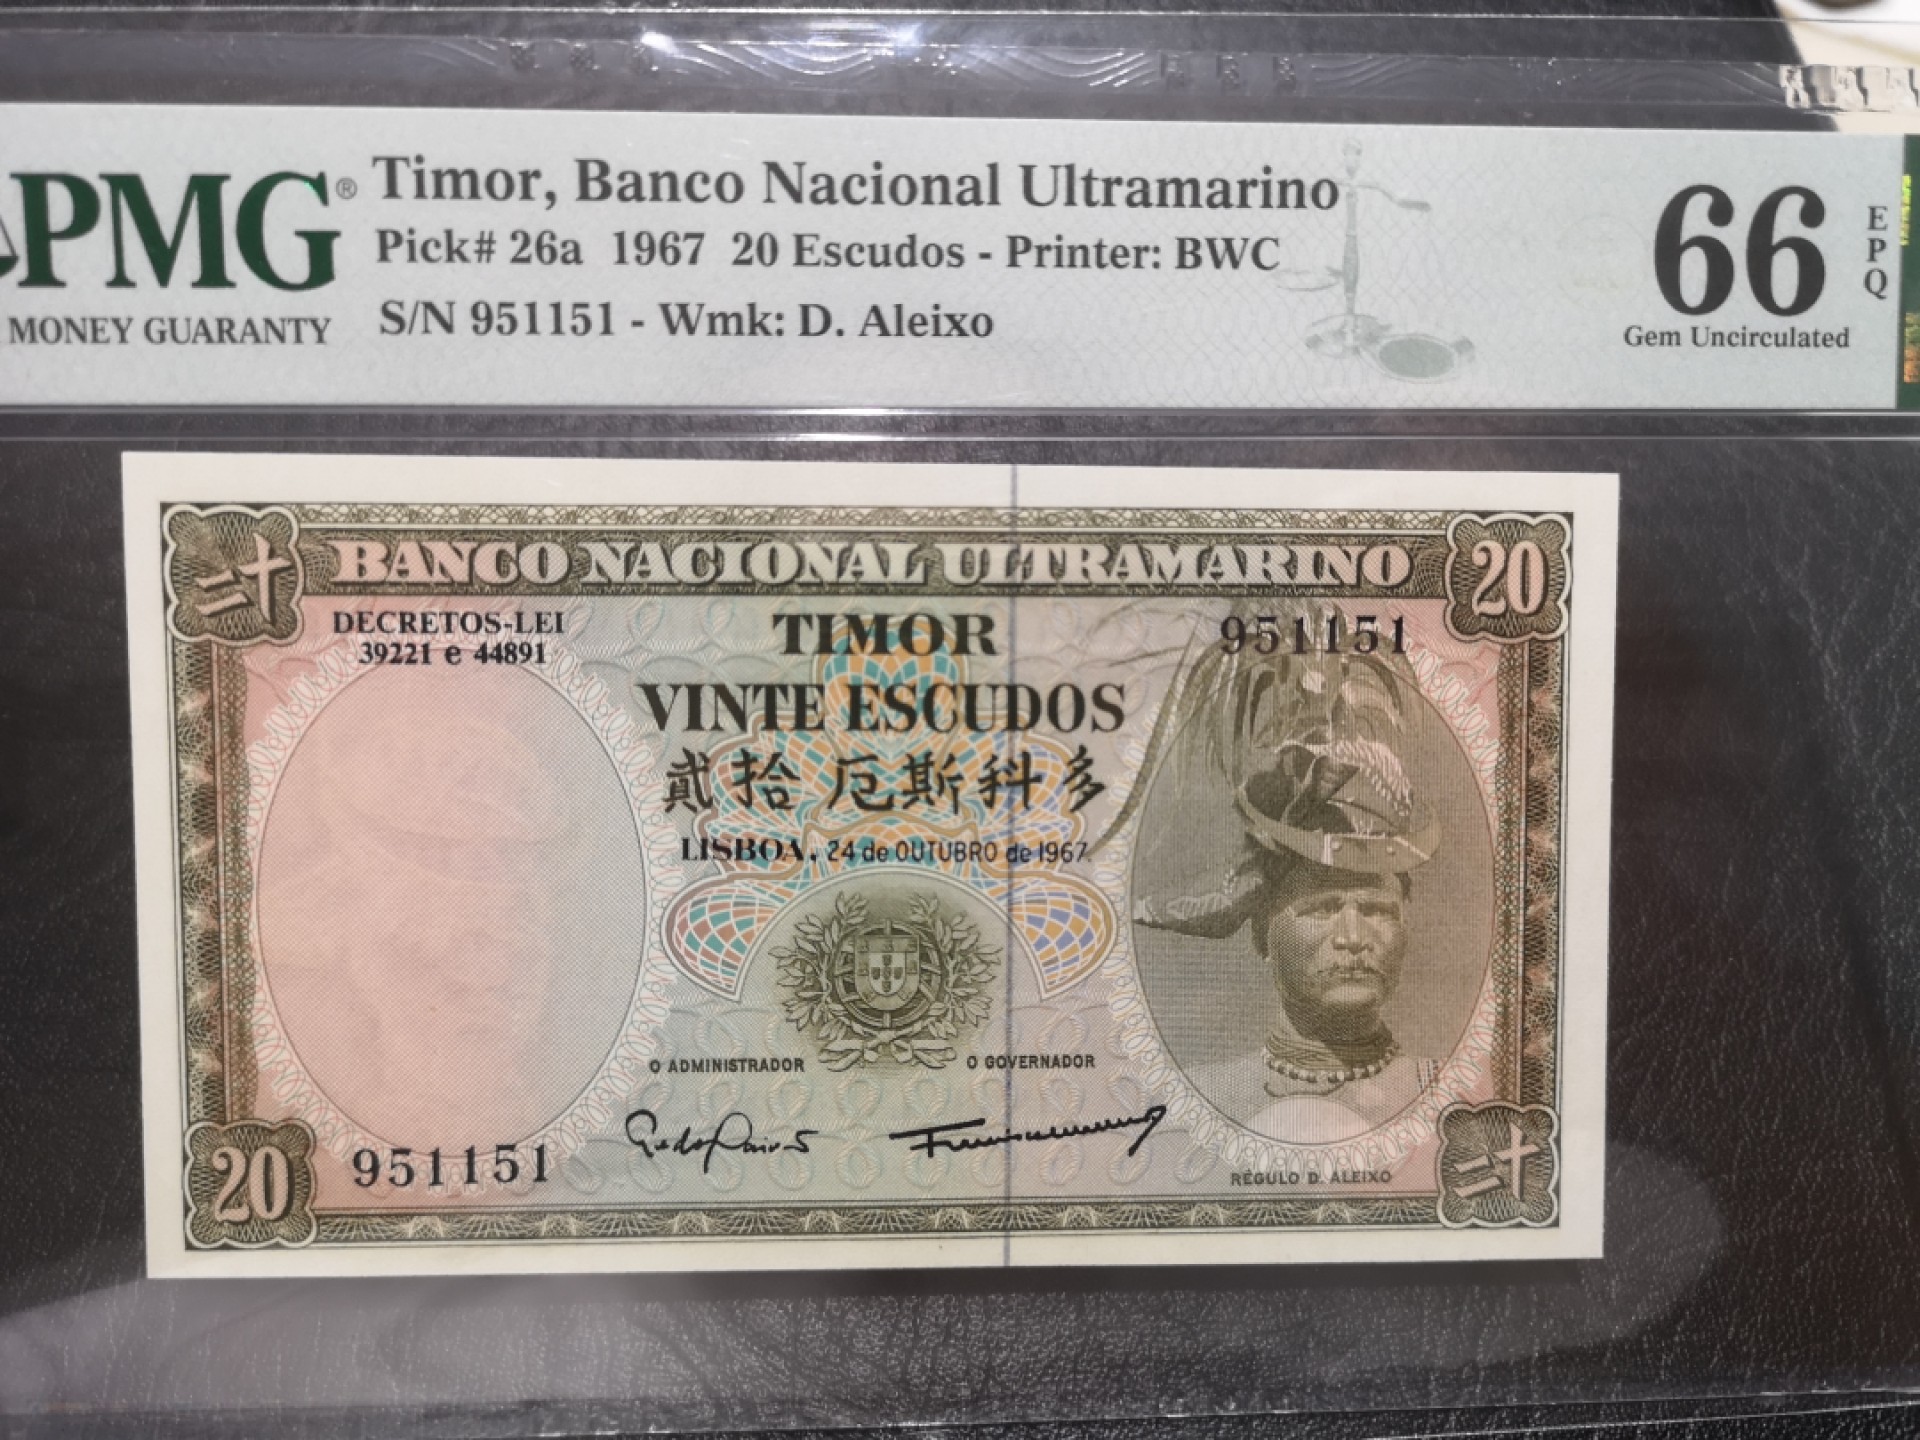 PMG®
MONEY GUARANTY
Timor, Banco Nacional Ultramarino
Pick# 26a 1967 20 Escudos - Printer: BWC
S/N 951151 - Wmk: D. Aleixo
66
EPQ
Gem Uncirculated
二十
BANCO NACIONAL ULTRAMARINO
20
DECRETOS-LEI
39221 e 44891
TIMOR
951151
VINTE ESCUDOS
貳拾厄斯科多
LISBOA, 24 de OUTUBRO de 1967.
O ADMINISTRADOR
O GOVERNADOR
20
951151
RÉGULO D. ALEIXO
二十